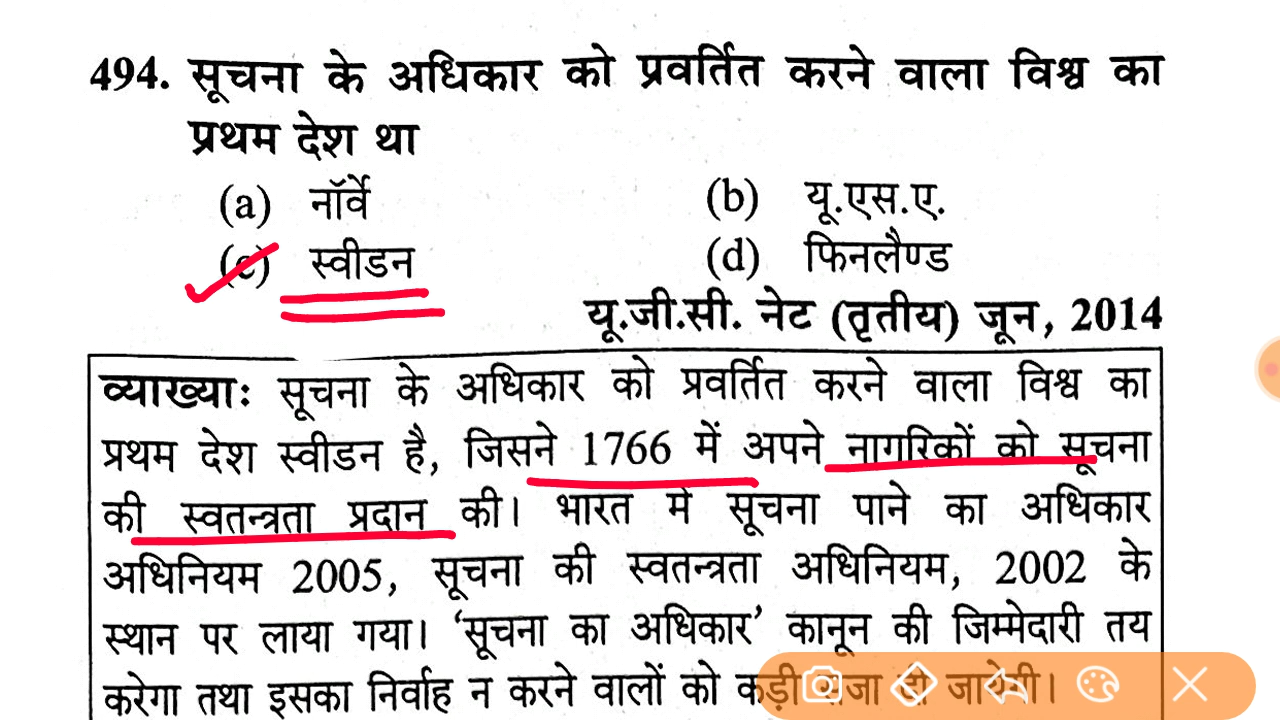 494. सूचना के अधिकार को प्रवर्तित करने वाला विश्व का
प्रथम देश था
(a) नॉर्वे (b) यू.एस.ए.
(c) स्वीडन (d) फिनलैण्ड
यू.जी.सी. नेट (तृतीय) जून, 2014
व्याख्याः सूचना के अधिकार को प्रवर्तित करने वाला विश्व का
प्रथम देश स्वीडन है, जिसने 1766 में अपने नागरिकों को सूचना
की स्वतन्त्रता प्रदान की। भारत में सूचना पाने का अधिकार
अधिनियम 2005, सूचना की स्वतन्त्रता अधिनियम, 2002 के
स्थान पर लाया गया। ‘सूचना का अधिकार’ कानून की जिम्मेदारी तय
करेगा तथा इसका निर्वाह न करने वालों को कड़ी सजा दी जायेगी।